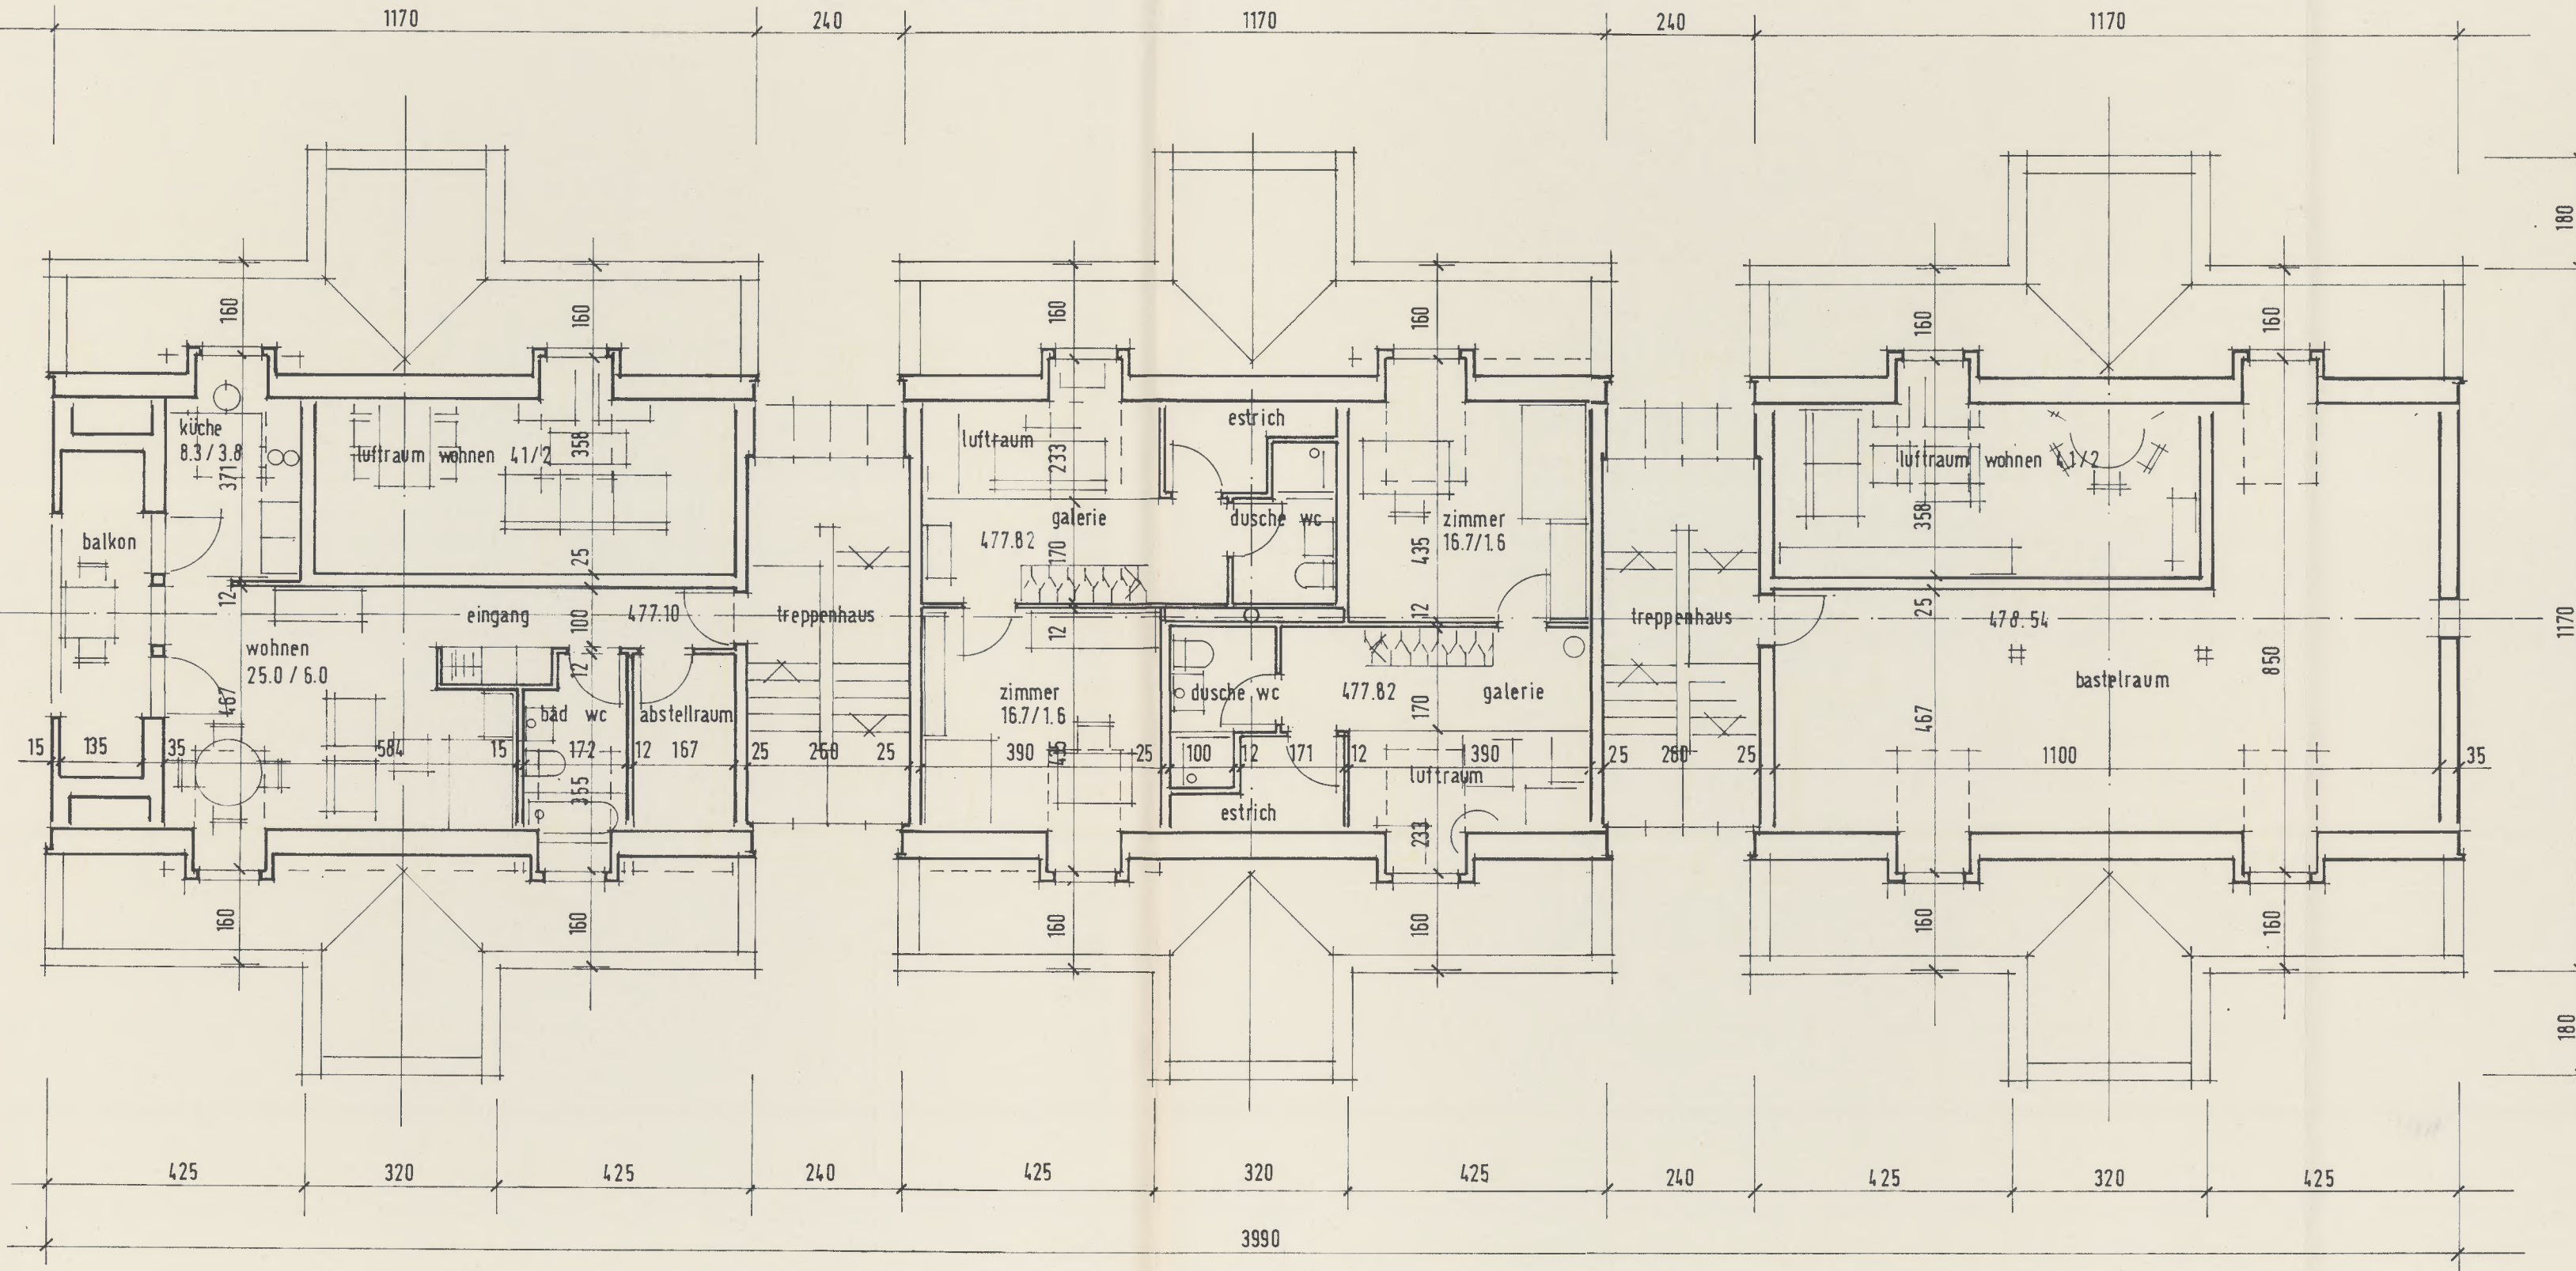 1170 240 1170 240 1170
180
160 160 160 160 160 160
küche
8.3 / 3.8
371
luftraum wohnen 41/2
358
luftraum
233
estrich
luftraum wohnen 41/2
358
balkon
galerie
477.82
170
dusche wc
zimmer
16.7/1.6
435
25
12
eingang
477.10
100
treppenhaus
12
12
treppenhaus
25
478.54
1170
wohnen
25.0 / 6.0
467
12
bad wc
abstellraum
zimmer
16.7/1.6
dusche wc
477.82
170
galerie
467
bastelraum
850
15 135 35 584 15 172 12 167 25 260 25 390 25 100 12 171 12 390 25 280 25 1100 35
355
luftraum
estrich
233
160 160 160 160 160 160
180
425 320 425 240 425 320 425 240 425 320 425
3990